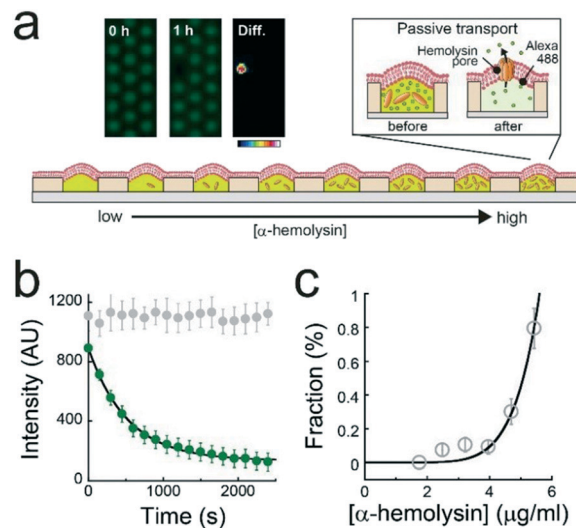 a
0 h
1 h
Diff.
Passive transport
Hemolysin pore
Alexa 488
before
after
low
[α-hemolysin]
high
b
Intensity (AU)
1200
800
400
0
0
1000
2000
Time (s)
c
Fraction (%)
1
0.8
0.6
0.4
0.2
0
0
2
4
6
[α-hemolysin] (μg/ml)